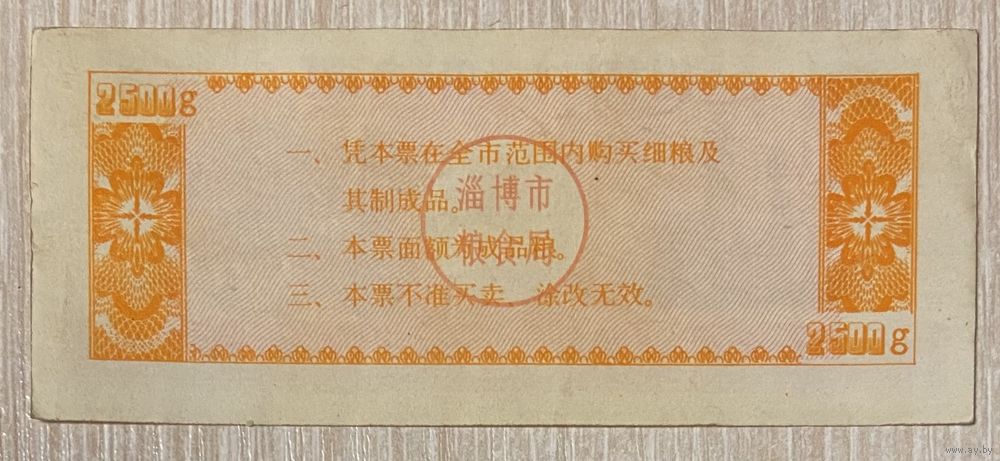 2500g
一、凭本票在全市范围内购买细粮及
其制成品。
二、本票面额为成品粮。
三、本票不准买卖 涂改无效。
淄博市
粮食局
2500g
www.ay.by